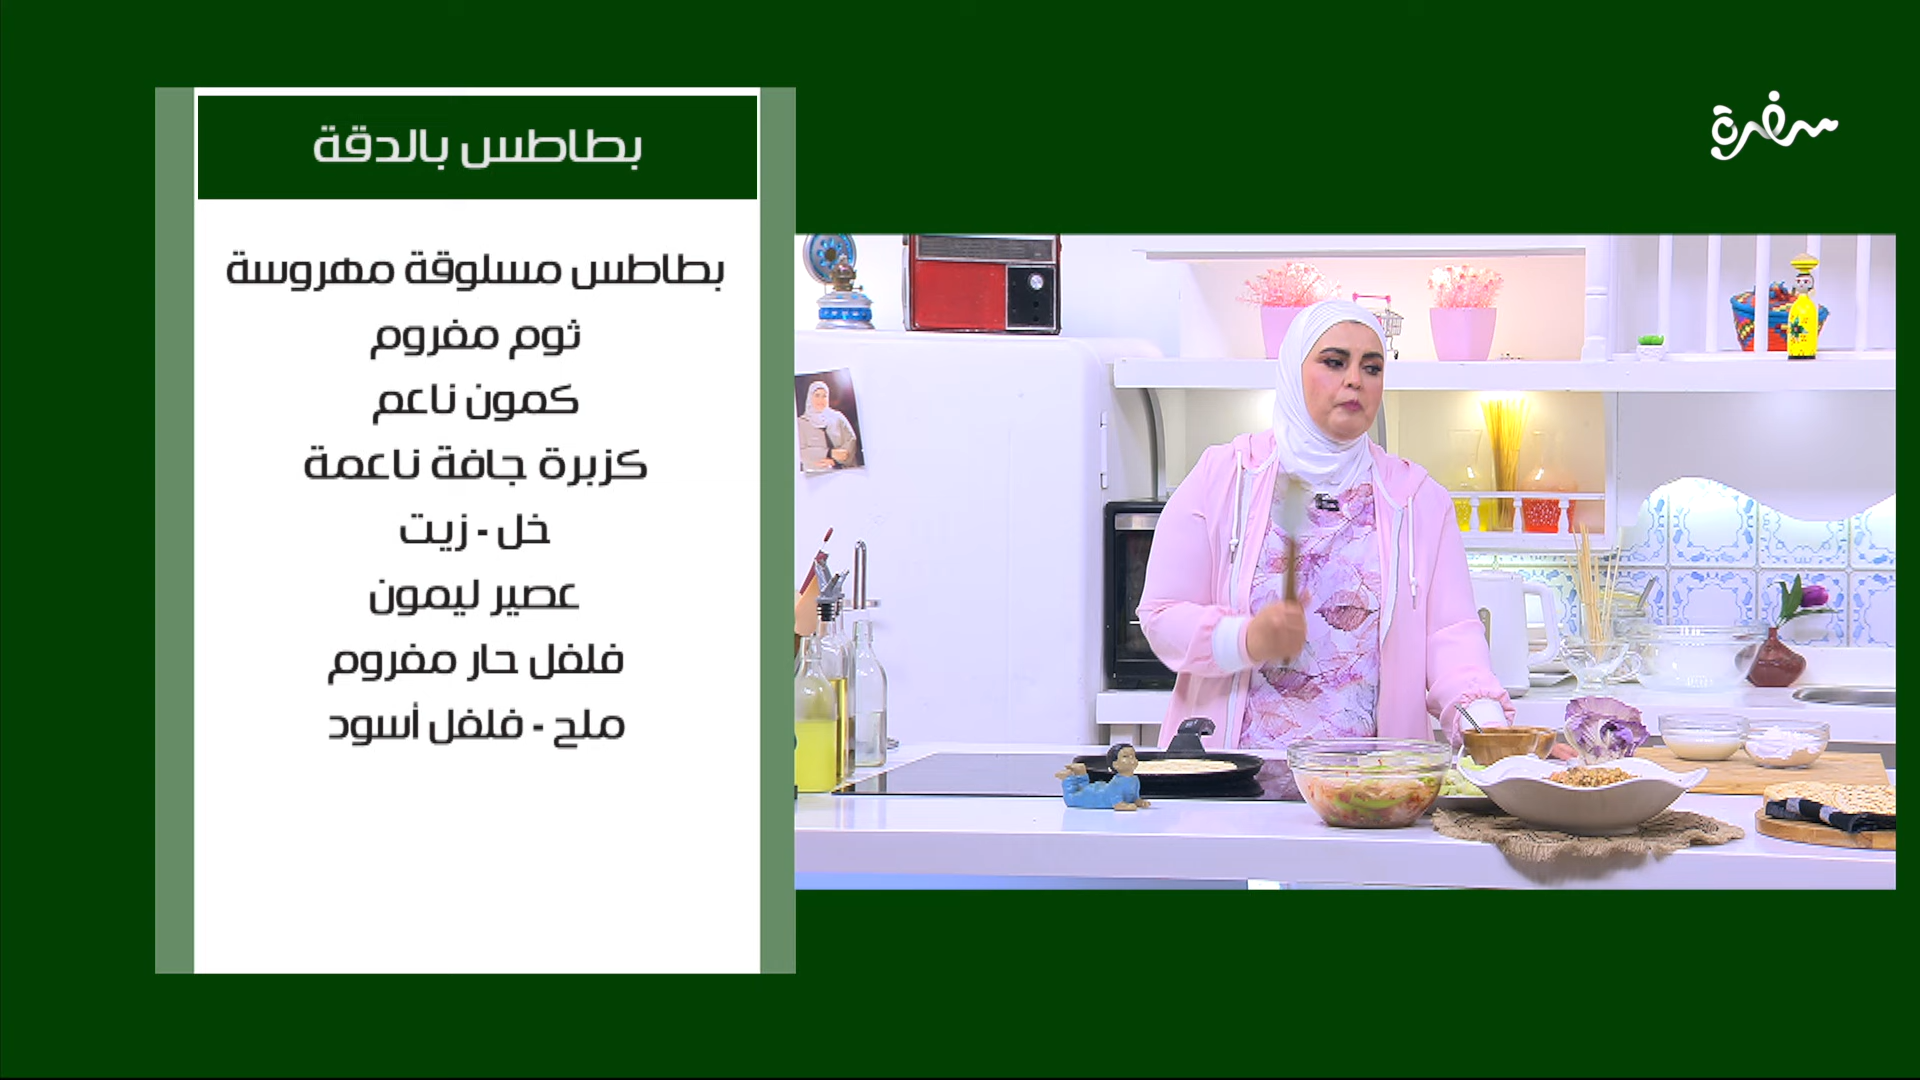 سفرة
بطاطس بالدقة
بطاطس مسلوقة مهروسة
ثوم مفروم
كمون ناعم
كزبرة جافة ناعمة
خل - زيت
عصير ليمون
فلفل حار مفروم
ملح - فلفل أسود